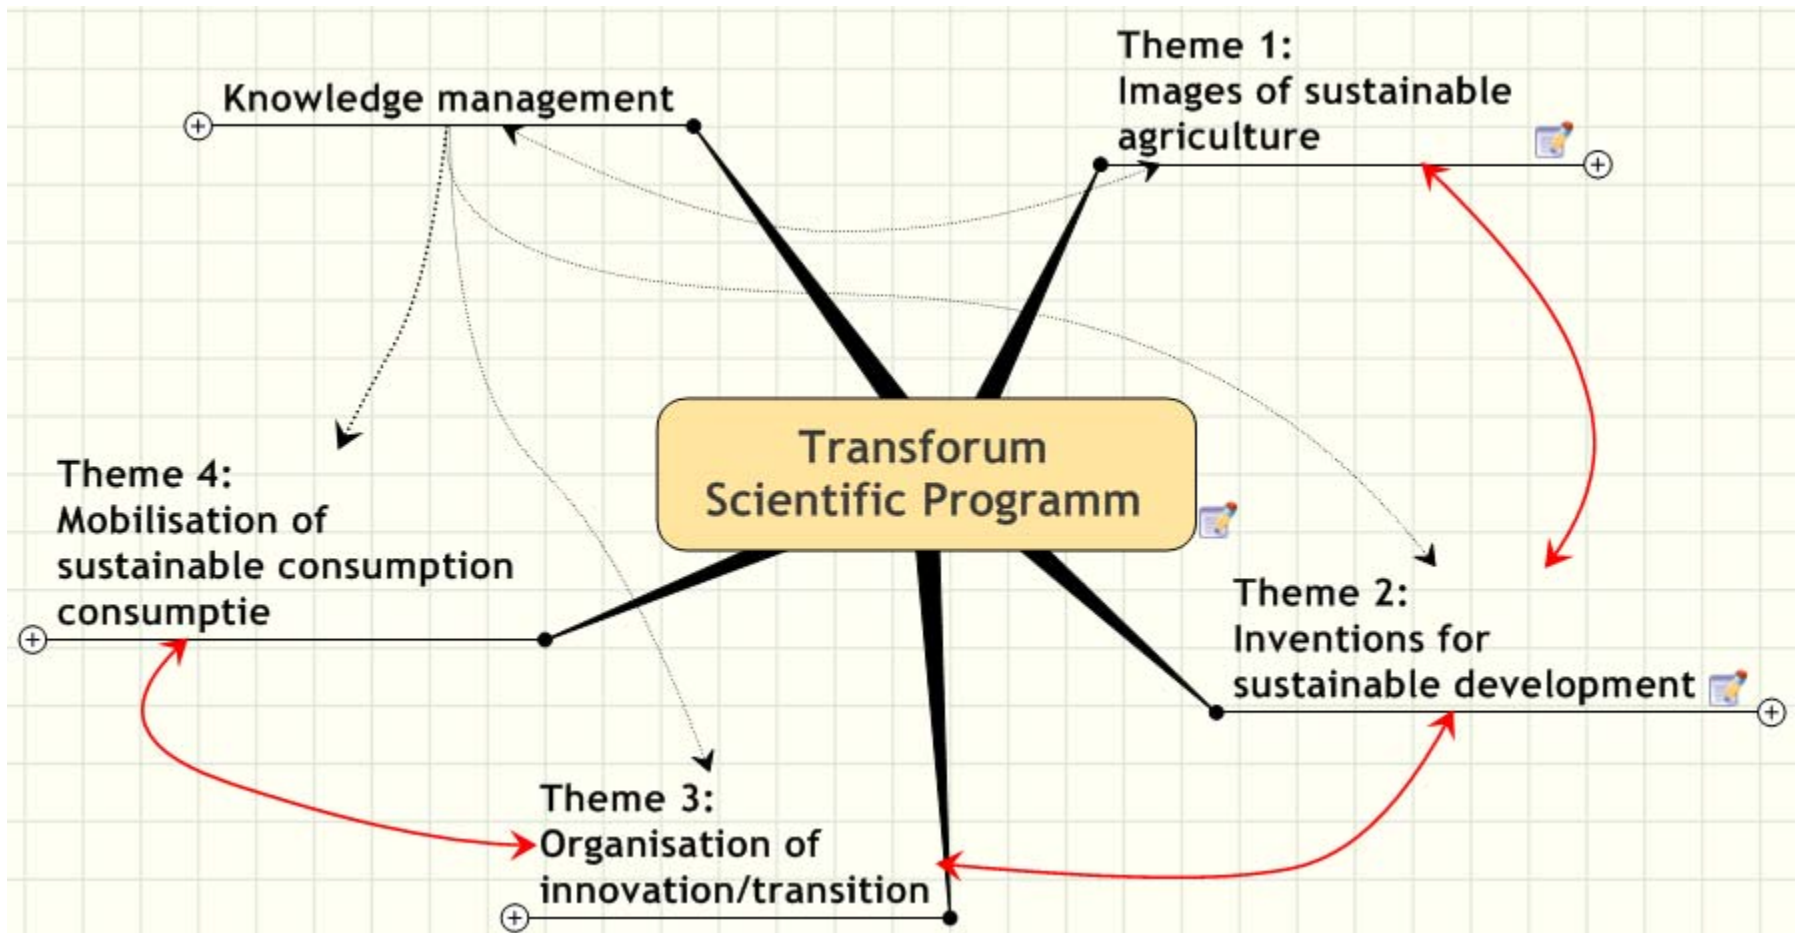 Knowledge management
Theme 1:
Images of sustainable
agriculture
Transforum
Scientific Programm
Theme 4:
Mobilisation of
sustainable consumption
consumptie
Theme 2:
Inventions for
sustainable development
Theme 3:
Organisation of
innovation/transition